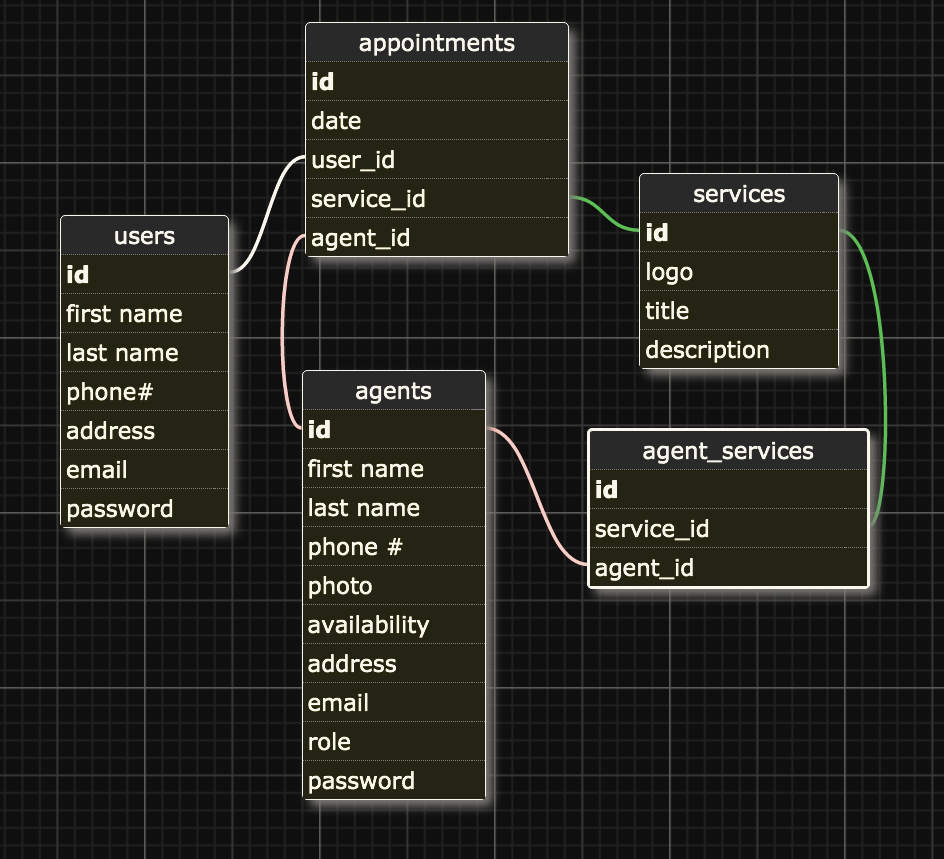 appointments
id
date
user_id
service_id
agent_id
services
id
logo
title
description
users
id
first name
last name
phone#
address
email
password
agents
id
first name
last name
phone #
photo
availability
address
email
role
password
agent_services
id
service_id
agent_id